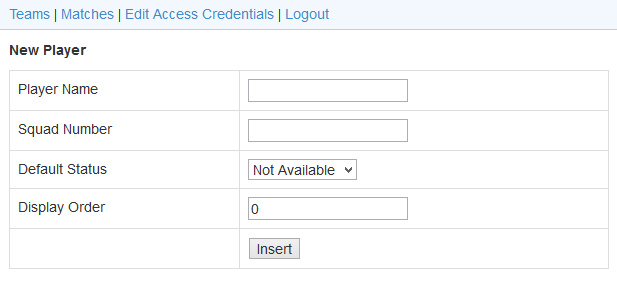 Teams | Matches | Edit Access Credentials | Logout
New Player
Player Name
Squad Number
Default Status Not Available
Display Order 0
Insert